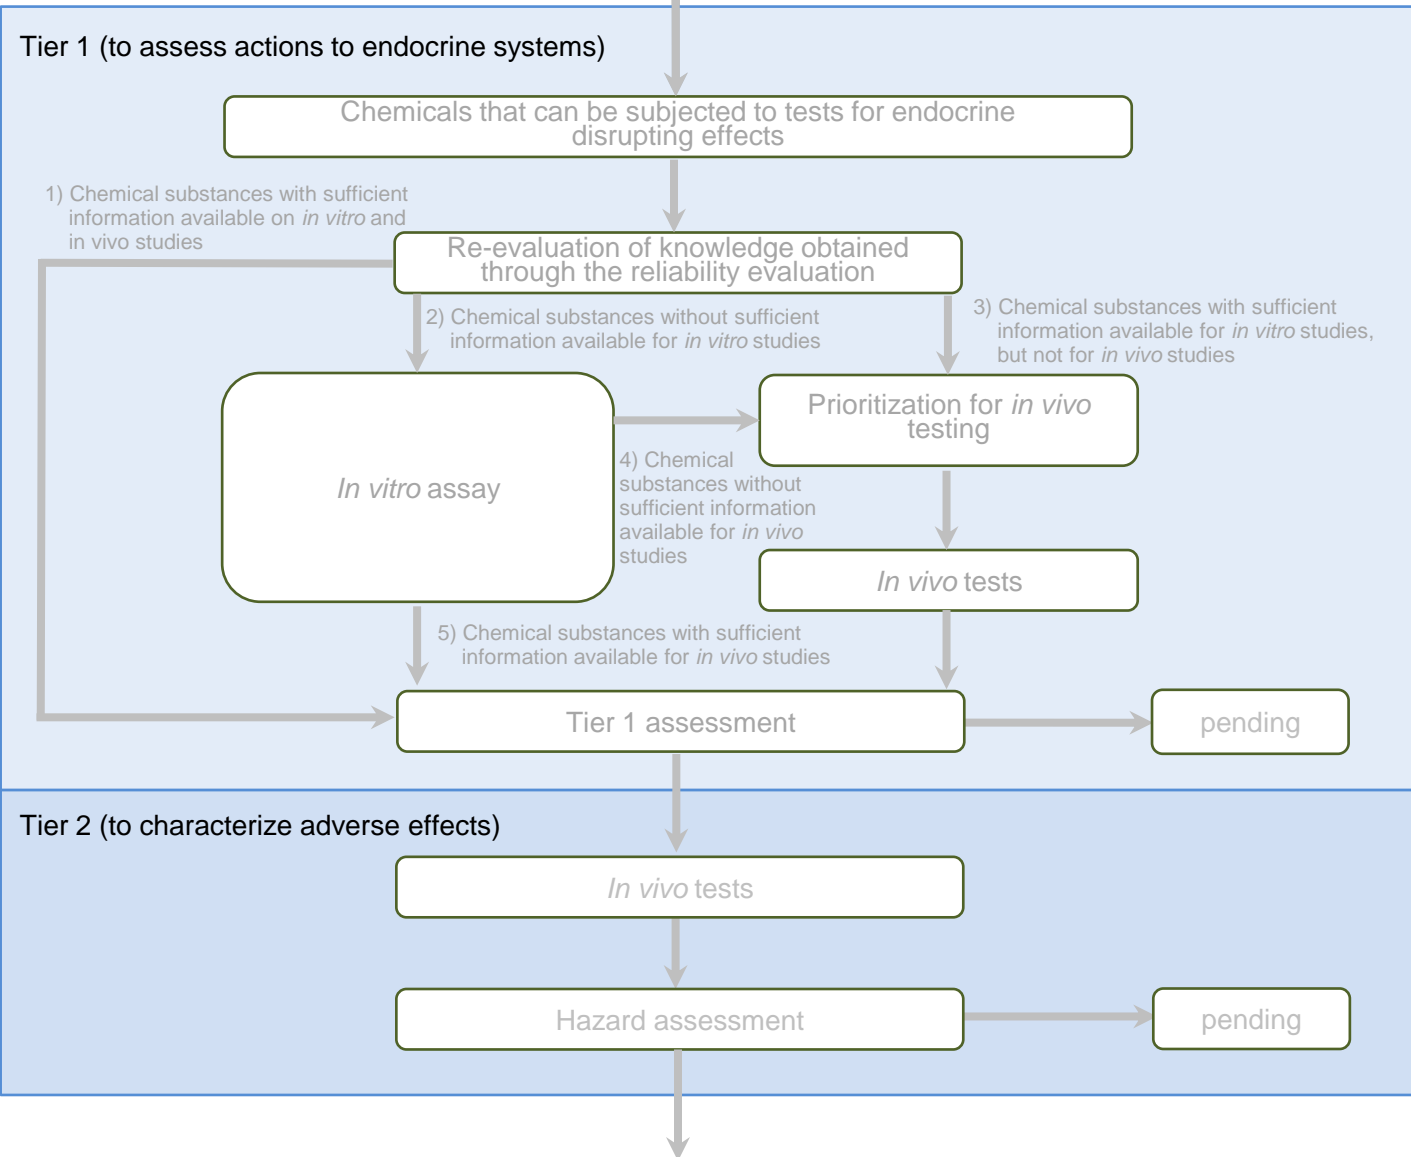 Tier 1 (to assess actions to endocrine systems)
Chemicals that can be subjected to tests for endocrine
disrupting effects
1) Chemical substances with sufficient
information available on in vitro and
in vivo studies
Re-evaluation of knowledge obtained
through the reliability evaluation
2) Chemical substances without sufficient
information available for in vitro studies
3) Chemical substances with sufficient
information available for in vitro studies,
but not for in vivo studies
Prioritization for in vivo
testing
In vitro assay
4) Chemical
substances without
sufficient information
available for in vivo
studies
In vivo tests
5) Chemical substances with sufficient
information available for in vivo studies
Tier 1 assessment
pending
Tier 2 (to characterize adverse effects)
In vivo tests
Hazard assessment
pending